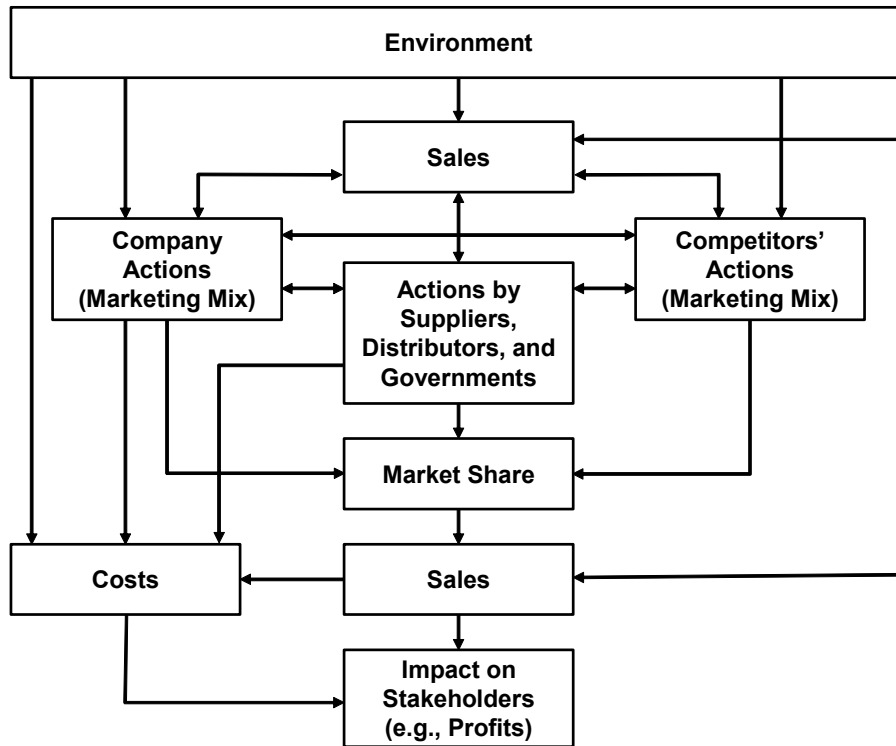 Environment
Sales
Company
Actions
(Marketing Mix)
Competitors’
Actions
(Marketing Mix)
Actions by
Suppliers,
Distributors, and
Governments
Market Share
Costs
Sales
Impact on
Stakeholders
(e.g., Profits)